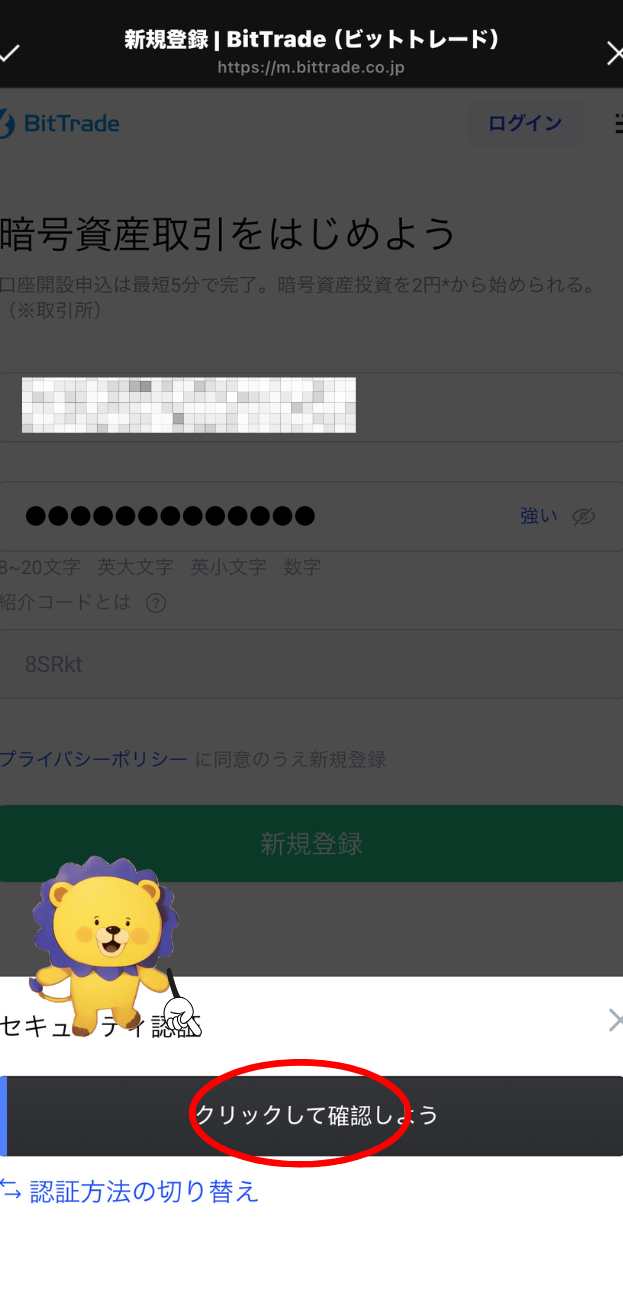 新規登録 | BitTrade（ビットトレード）
https://m.bittrade.co.jp
BitTrade
ログイン
暗号資産取引をはじめよう
口座開設申込は最短5分で完了。暗号資産投資を2円*から始められる。
（※取引所）
●●●●●●●●●●●●● 強い
8~20文字 英大文字 英小文字 数字
紹介コードとは ?
8SRkt
プライバシーポリシー に同意のうえ新規登録
新規登録
セキュ ティ認証
クリックして確認しよう
認証方法の切り替え